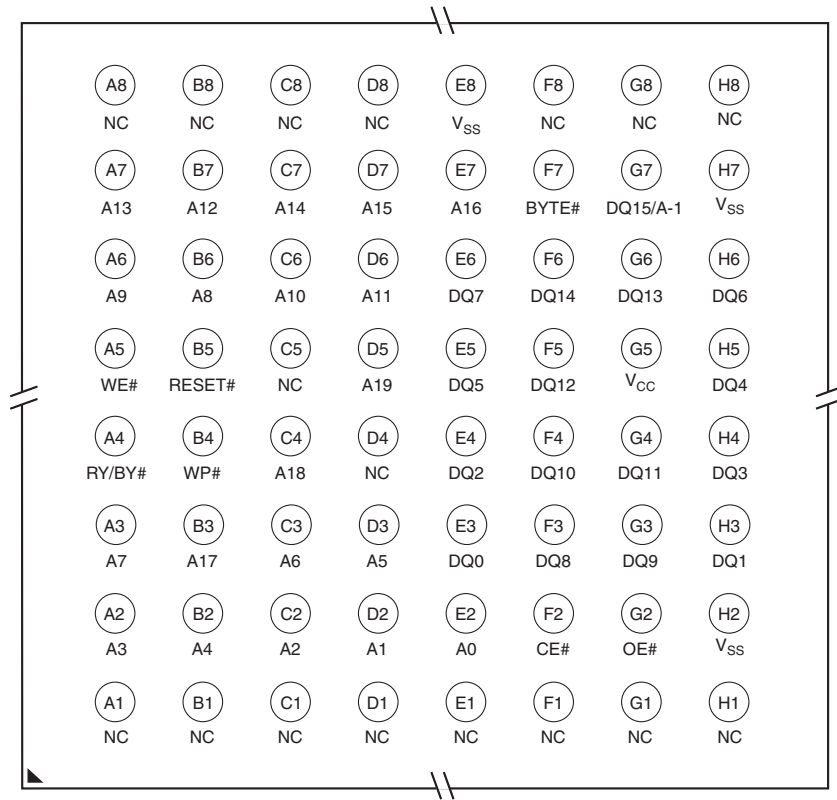 A8 B8 C8 D8 E8 F8 G8 H8
NC NC NC NC VSS NC NC NC
A7 B7 C7 D7 E7 F7 G7 H7
A13 A12 A14 A15 A16 BYTE# DQ15/A-1 VSS
A6 B6 C6 D6 E6 F6 G6 H6
A9 A8 A10 A11 DQ7 DQ14 DQ13 DQ6
A5 B5 C5 D5 E5 F5 G5 H5
WE# RESET# NC A19 DQ5 DQ12 VCC DQ4
A4 B4 C4 D4 E4 F4 G4 H4
RY/BY# WP# A18 NC DQ2 DQ10 DQ11 DQ3
A3 B3 C3 D3 E3 F3 G3 H3
A7 A17 A6 A5 DQ0 DQ8 DQ9 DQ1
A2 B2 C2 D2 E2 F2 G2 H2
A3 A4 A2 A1 A0 CE# OE# VSS
A1 B1 C1 D1 E1 F1 G1 H1
NC NC NC NC NC NC NC NC